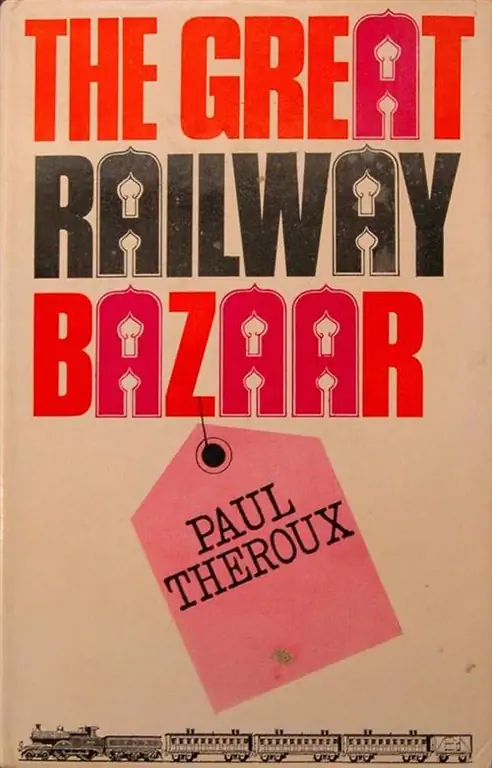 THE GREAT
RAILWAY
BAZAAR
PAUL
THEROUX